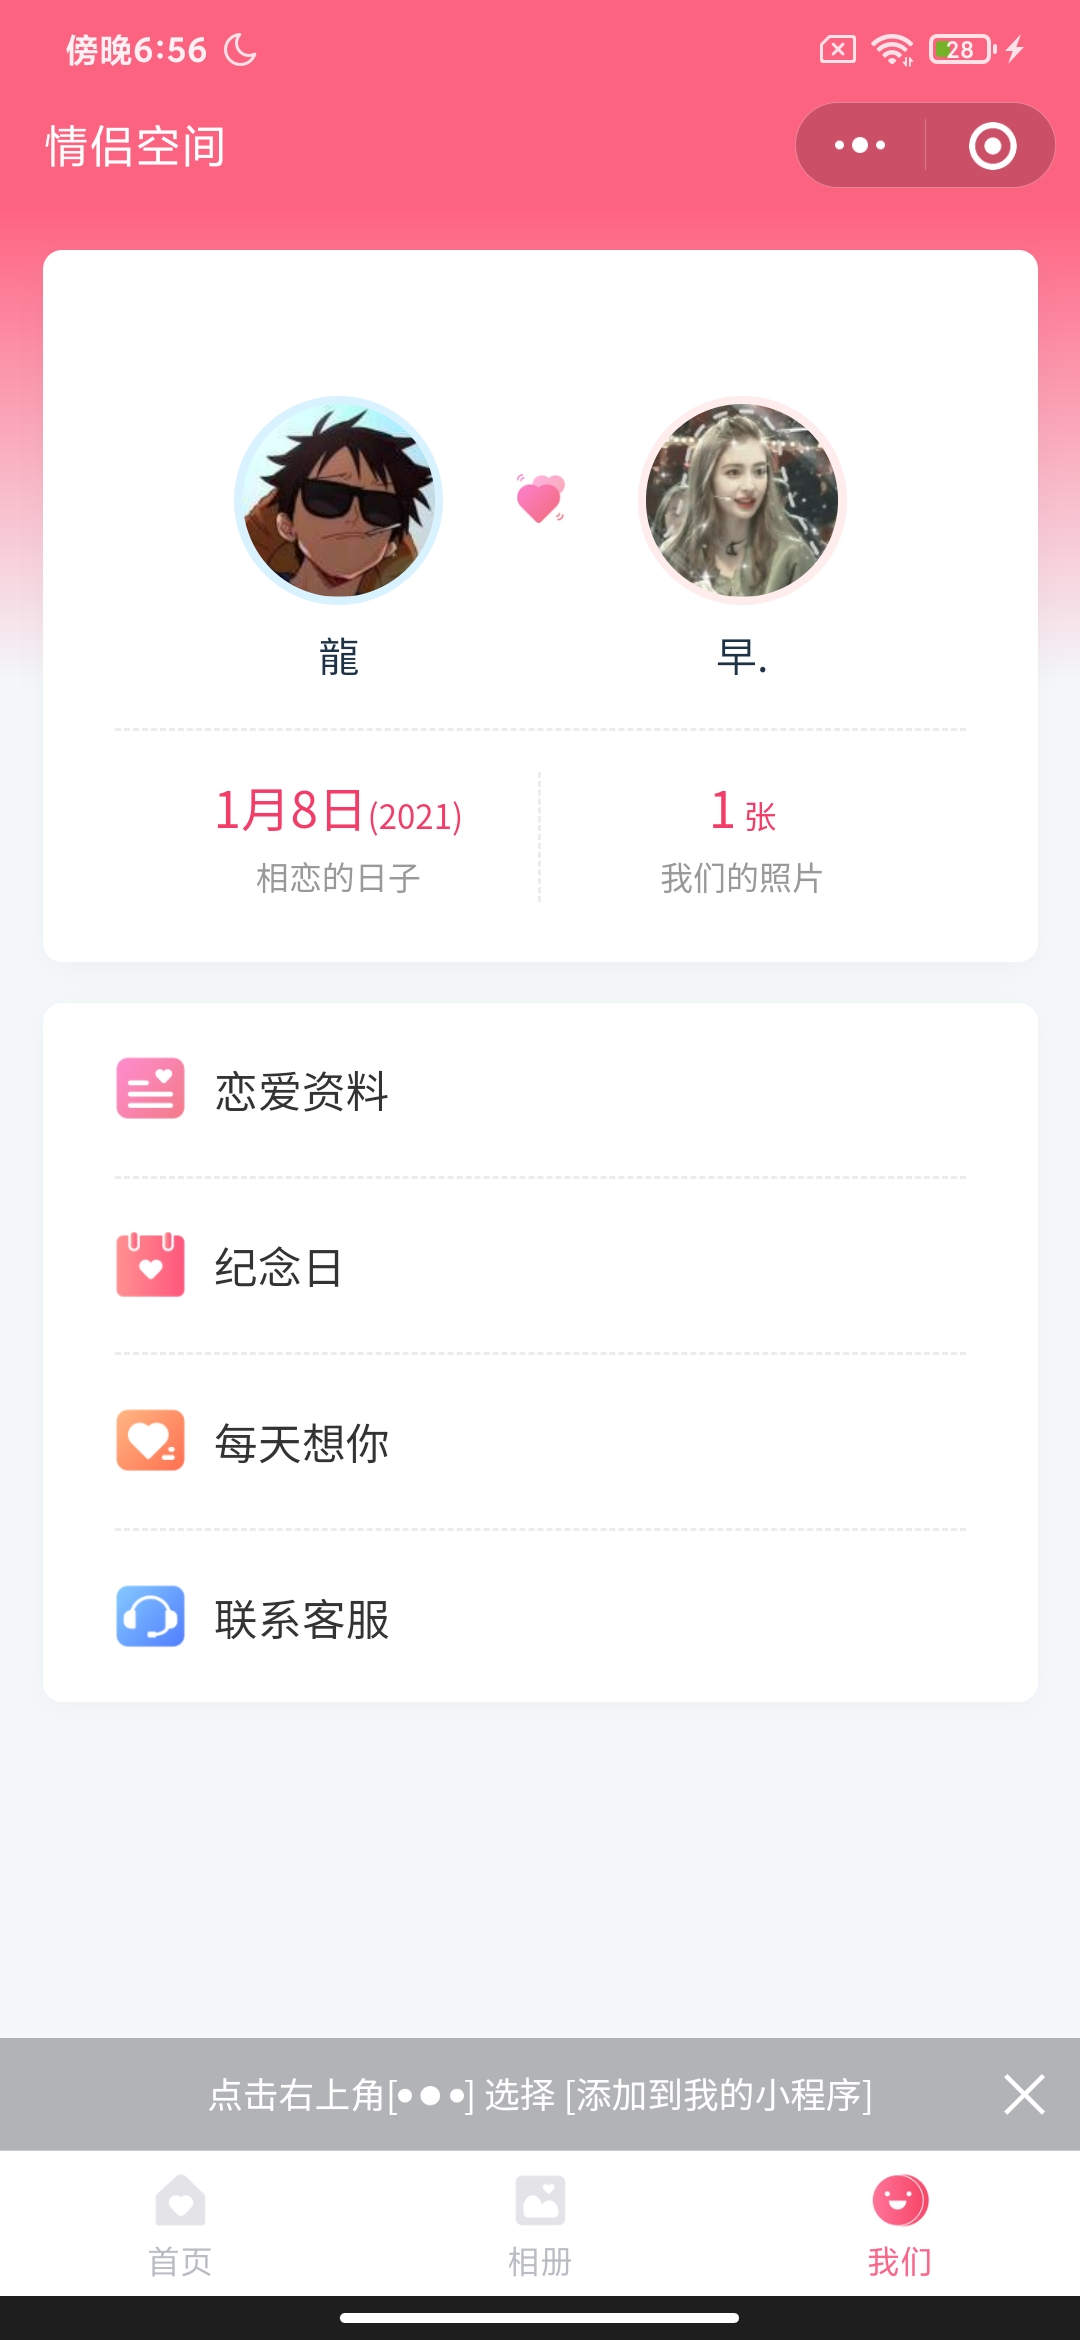 傍晚6:56
28
情侣空间
龍
早.
1月8日(2021)
相恋的日子
1 张
我们的照片
恋爱资料
纪念日
每天想你
联系客服
点击右上角[•●•] 选择 [添加到我的小程序]
首页
相册
我们